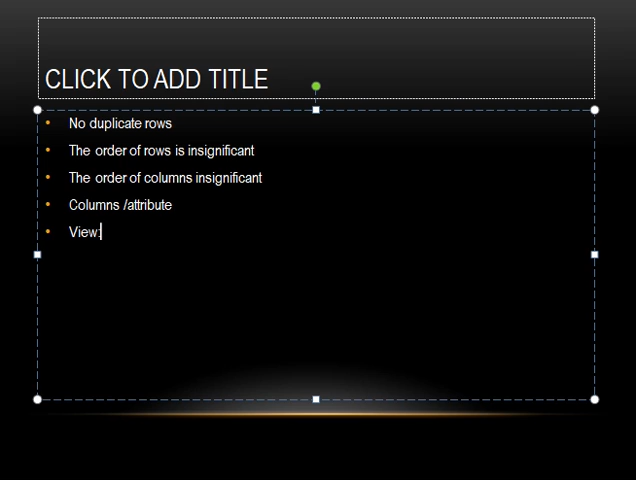 CLICK TO ADD TITLE
• No duplicate rows
• The order of rows is insignificant
• The order of columns insignificant
• Columns /attribute
• View: